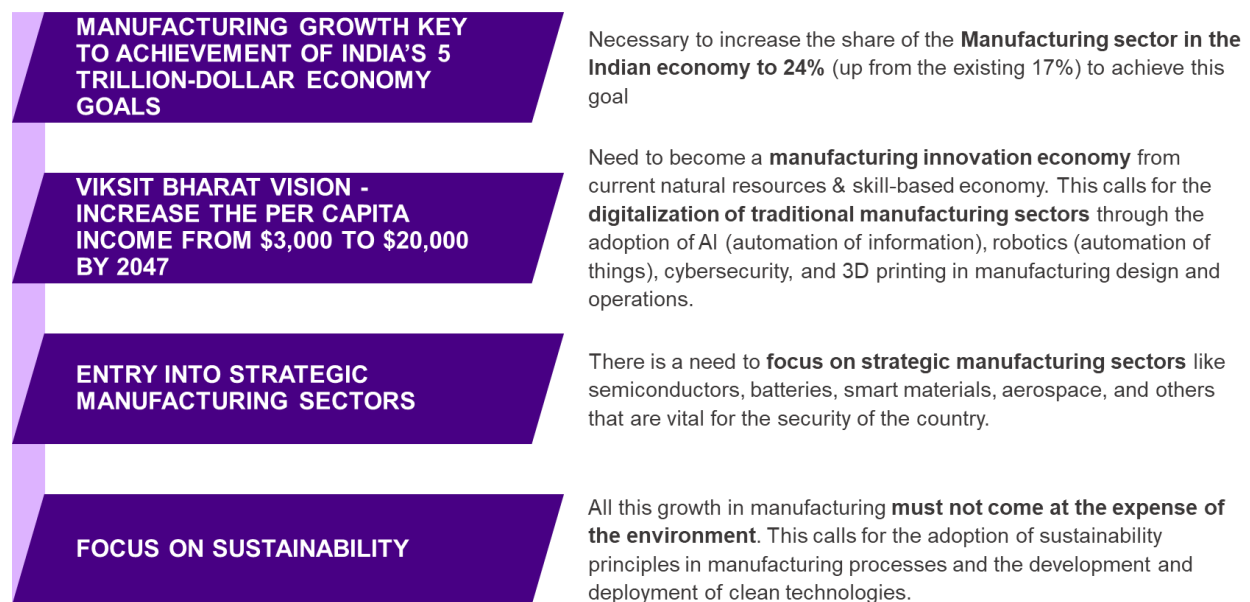 MANUFACTURING GROWTH KEY
TO ACHIEVEMENT OF INDIA'S 5
TRILLION-DOLLAR ECONOMY
GOALS
Necessary to increase the share of the Manufacturing sector in the
Indian economy to 24% (up from the existing 17%) to achieve this
goal
VIKSIT BHARAT VISION -
INCREASE THE PER CAPITA
INCOME FROM $3,000 TO $20,000
BY 2047
Need to become a manufacturing innovation economy from
current natural resources & skill-based economy. This calls for the
digitalization of traditional manufacturing sectors through the
adoption of AI (automation of information), robotics (automation of
things), cybersecurity, and 3D printing in manufacturing design and
operations.
ENTRY INTO STRATEGIC
MANUFACTURING SECTORS
There is a need to focus on strategic manufacturing sectors like
semiconductors, batteries, smart materials, aerospace, and others
that are vital for the security of the country.
FOCUS ON SUSTAINABILITY
All this growth in manufacturing must not come at the expense of
the environment. This calls for the adoption of sustainability
principles in manufacturing processes and the development and
deployment of clean technologies.